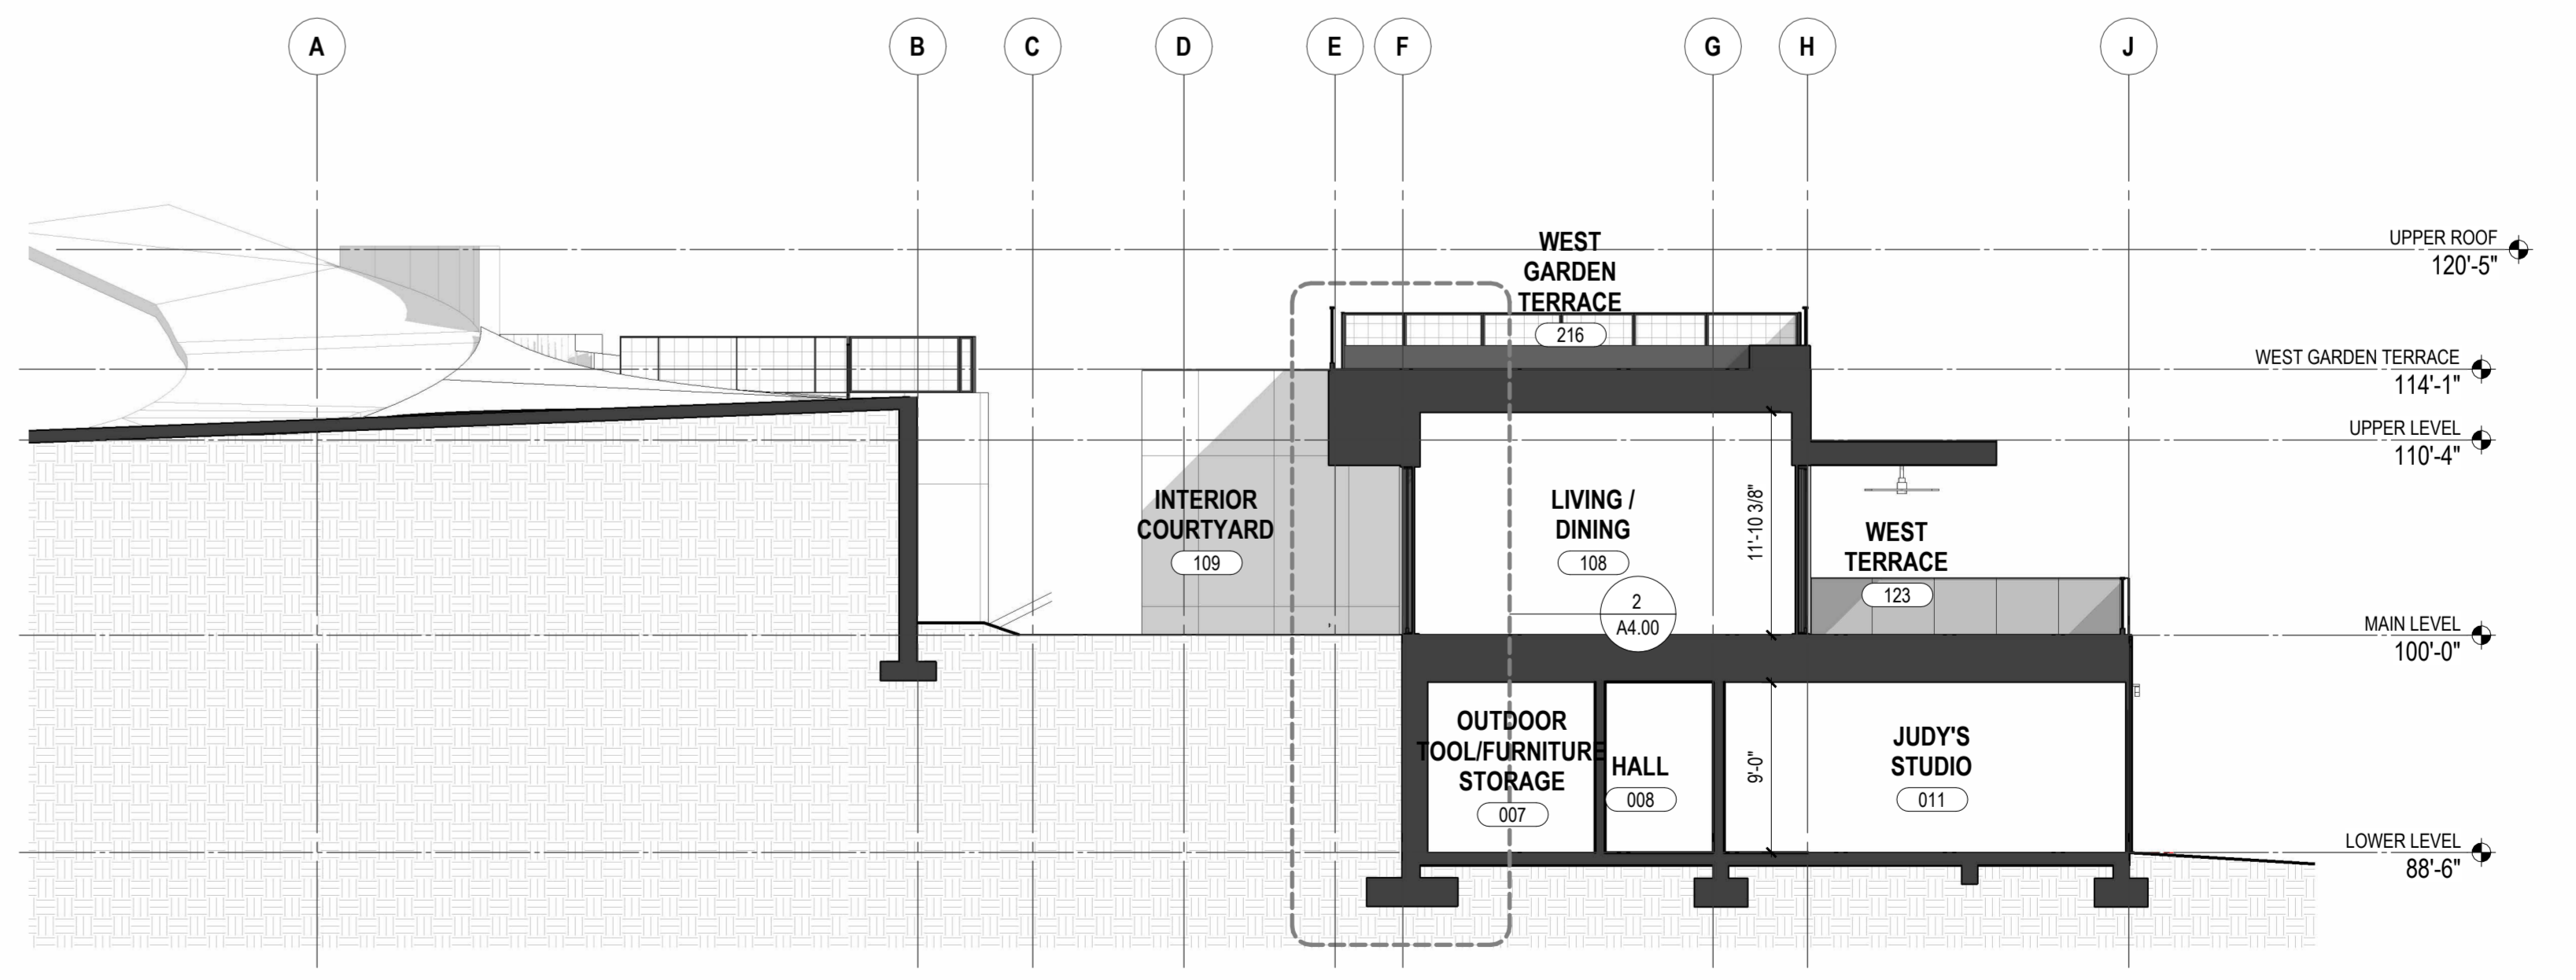 A
B
C
D
E
F
G
H
J
UPPER ROOF
120'-5"
WEST GARDEN TERRACE
114'-1"
UPPER LEVEL
110'-4"
MAIN LEVEL
100'-0"
LOWER LEVEL
88'-6"
WEST
GARDEN
TERRACE
216
INTERIOR
COURTYARD
109
LIVING /
DINING
108
11'-10 3/8"
WEST
TERRACE
123
2
A4.00
OUTDOOR
TOOL/FURNITURE
STORAGE
007
HALL
008
9'-0"
JUDY'S
STUDIO
011